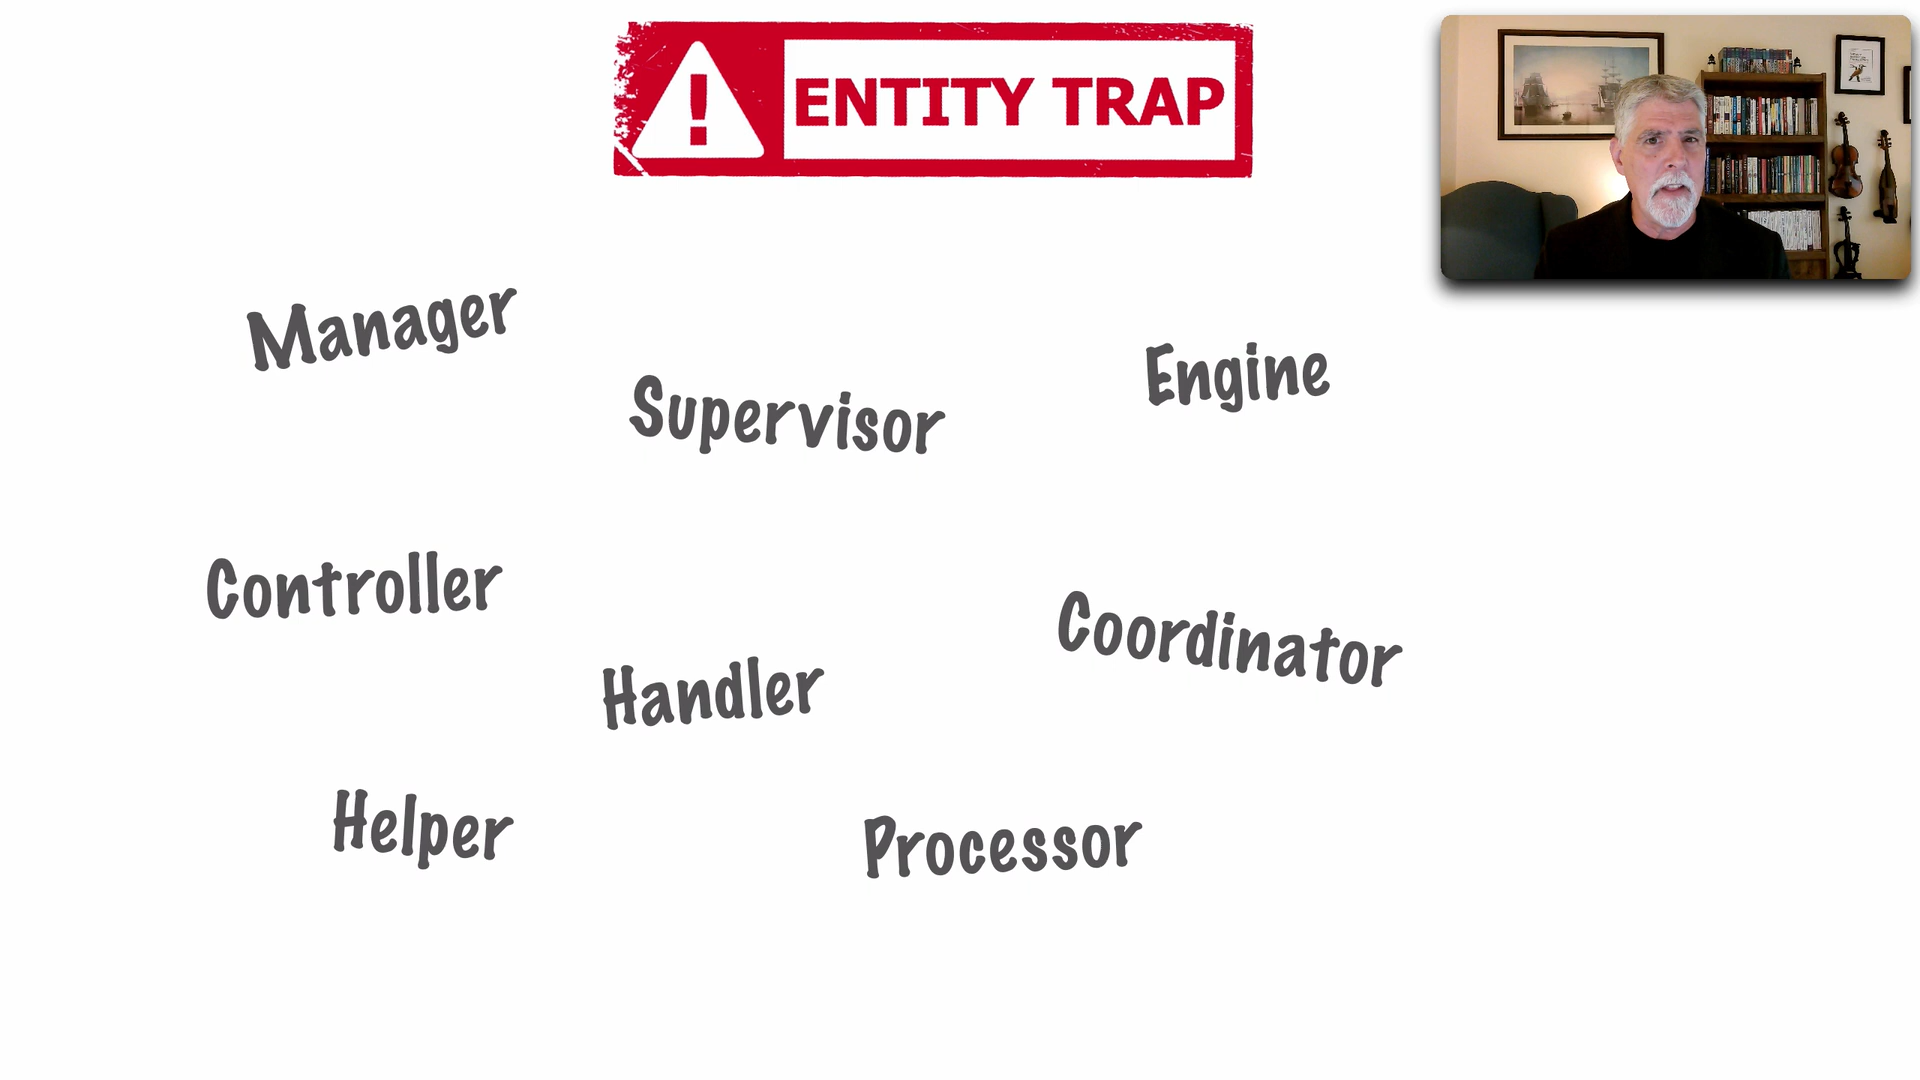 ENTITY TRAP
Manager
Supervisor
Engine
Controller
Coordinator
Handler
Helper
Processor